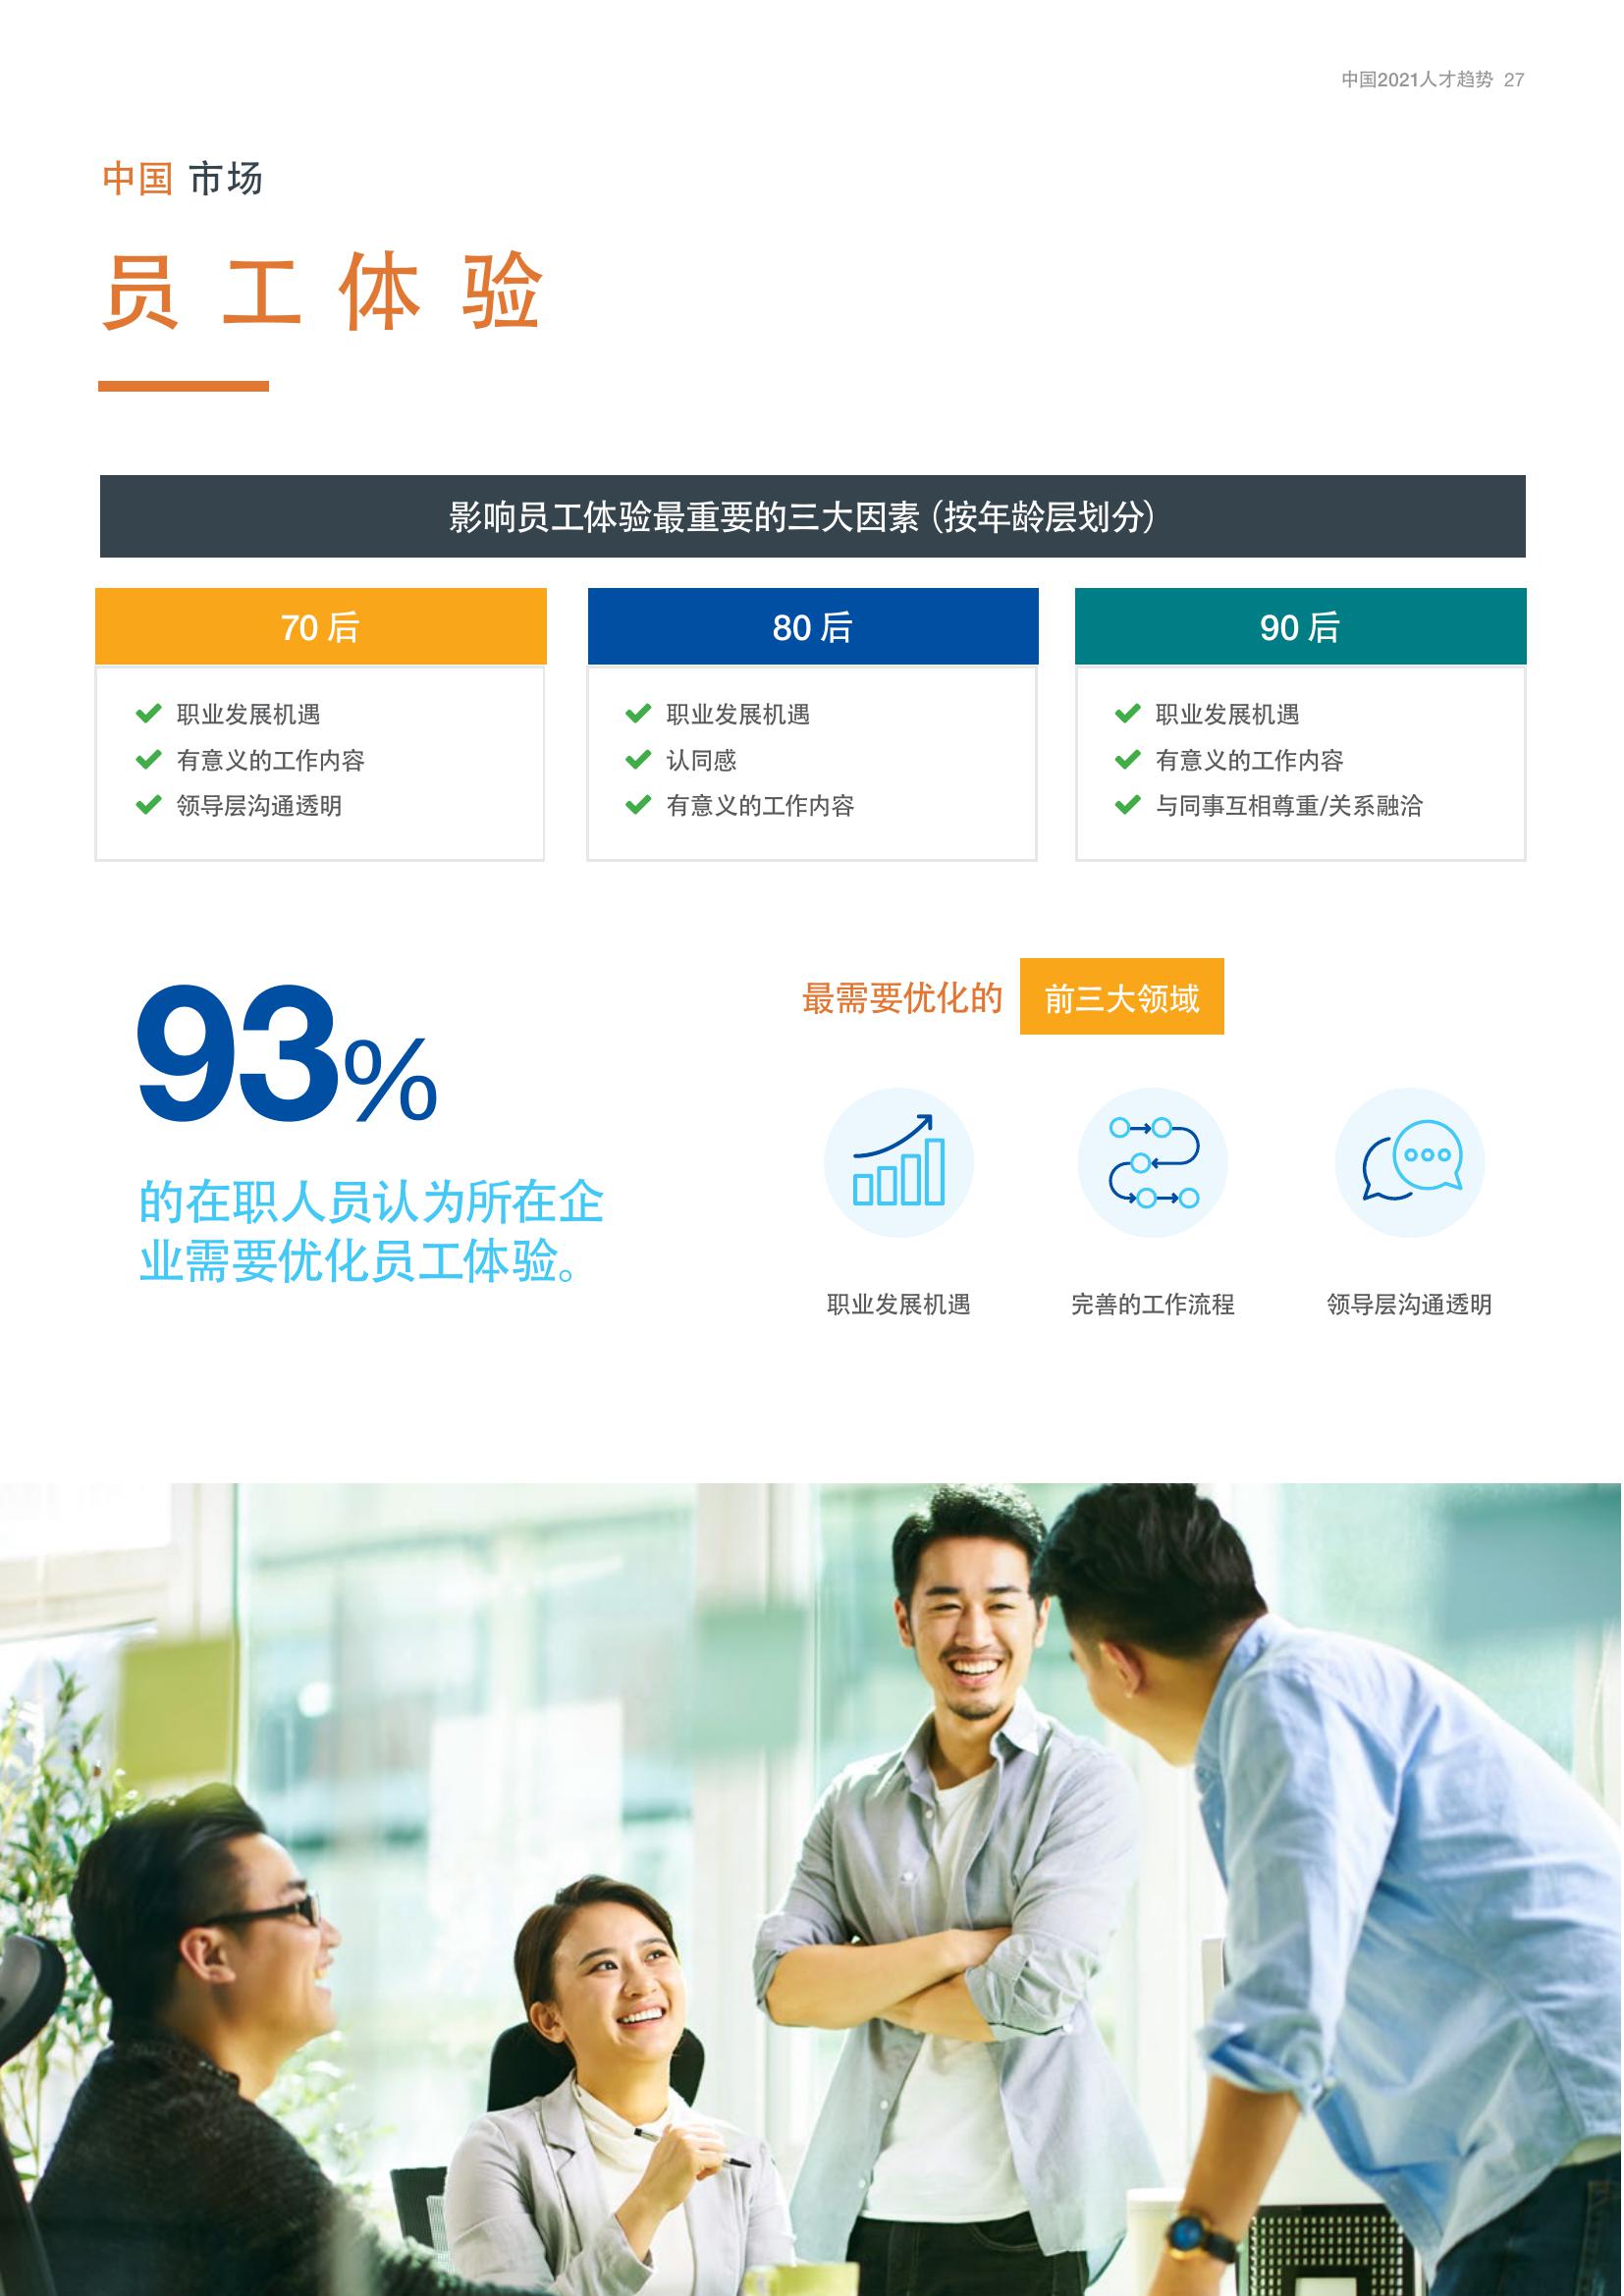 中国2021人才趋势 27
中国 市场
员工体验
影响员工体验最重要的三大因素（按年龄层划分）
70 后
职业发展机遇
有意义的工作内容
领导层沟通透明
80 后
职业发展机遇
认同感
有意义的工作内容
90 后
职业发展机遇
有意义的工作内容
与同事互相尊重/关系融洽
93%
的在职人员认为所在企
业需要优化员工体验。
最需要优化的 前三大领域
职业发展机遇
完善的工作流程
领导层沟通透明